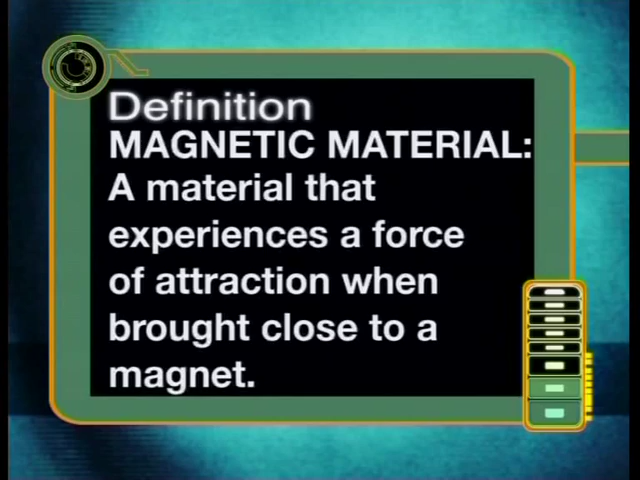 Definition
MAGNETIC MATERIAL:
A material that
experiences a force
of attraction when
brought close to a
magnet.